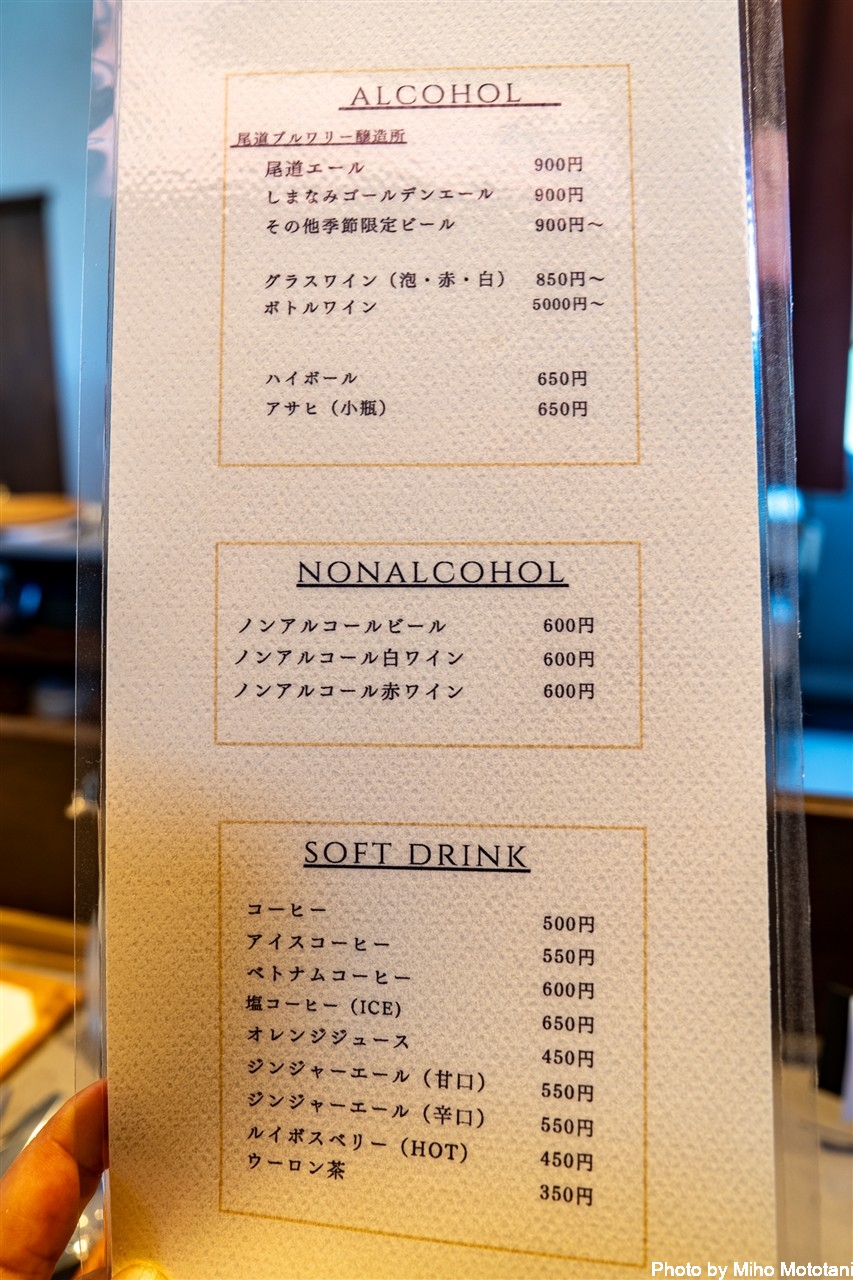 ALCOHOL
尾道ブルワリー醸造所
尾道エール 900円
しまなみゴールデンエール 900円
その他季節限定ビール 900円～
グラスワイン（泡・赤・白） 850円～
ボトルワイン 5000円～
ハイボール 650円
アサヒ（小瓶） 650円
NONALCOHOL
ノンアルコールビール 600円
ノンアルコール白ワイン 600円
ノンアルコール赤ワイン 600円
SOFT DRINK
コーヒー 500円
アイスコーヒー 550円
ベトナムコーヒー 600円
塩コーヒー（ICE） 650円
オレンジジュース 450円
ジンジャーエール（甘口） 550円
ジンジャーエール（辛口） 550円
ルイボスベリー（HOT） 450円
ウーロン茶 350円
Photo by Miho Mototani